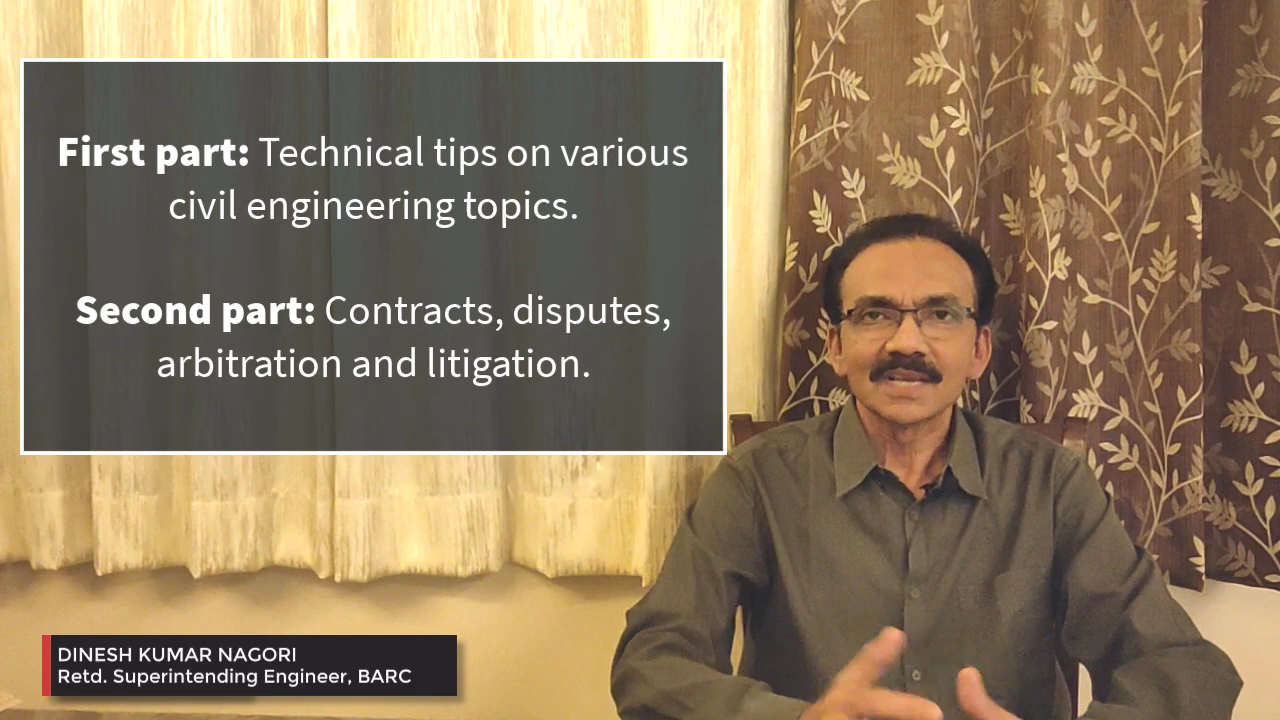 First part: Technical tips on various
civil engineering topics.
Second part: Contracts, disputes,
arbitration and litigation.
DINESH KUMAR NAGORI
Retd. Superintending Engineer, BARC